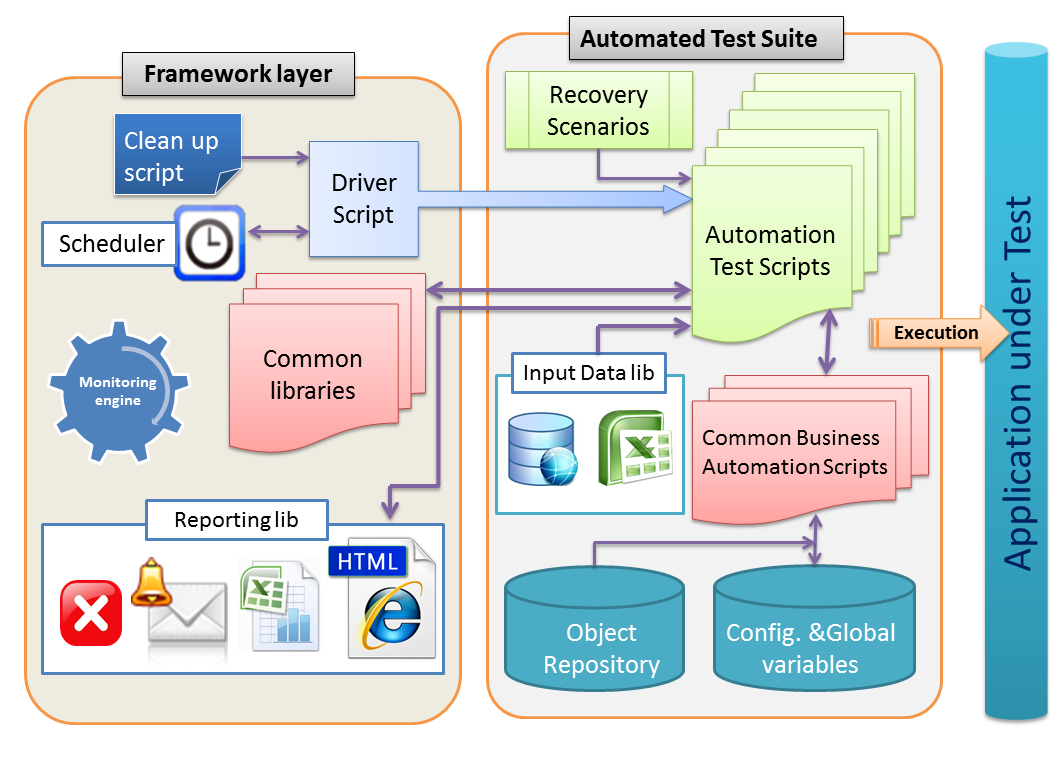 Framework layer
Clean up
script
Driver
Script
Scheduler
Common
libraries
Monitoring
engine
Reporting lib
HTML
Automated Test Suite
Recovery
Scenarios
Automation
Test Scripts
Input Data lib
Common Business
Automation Scripts
Object
Repository
Config. &Global
variables
Execution
Application under Test